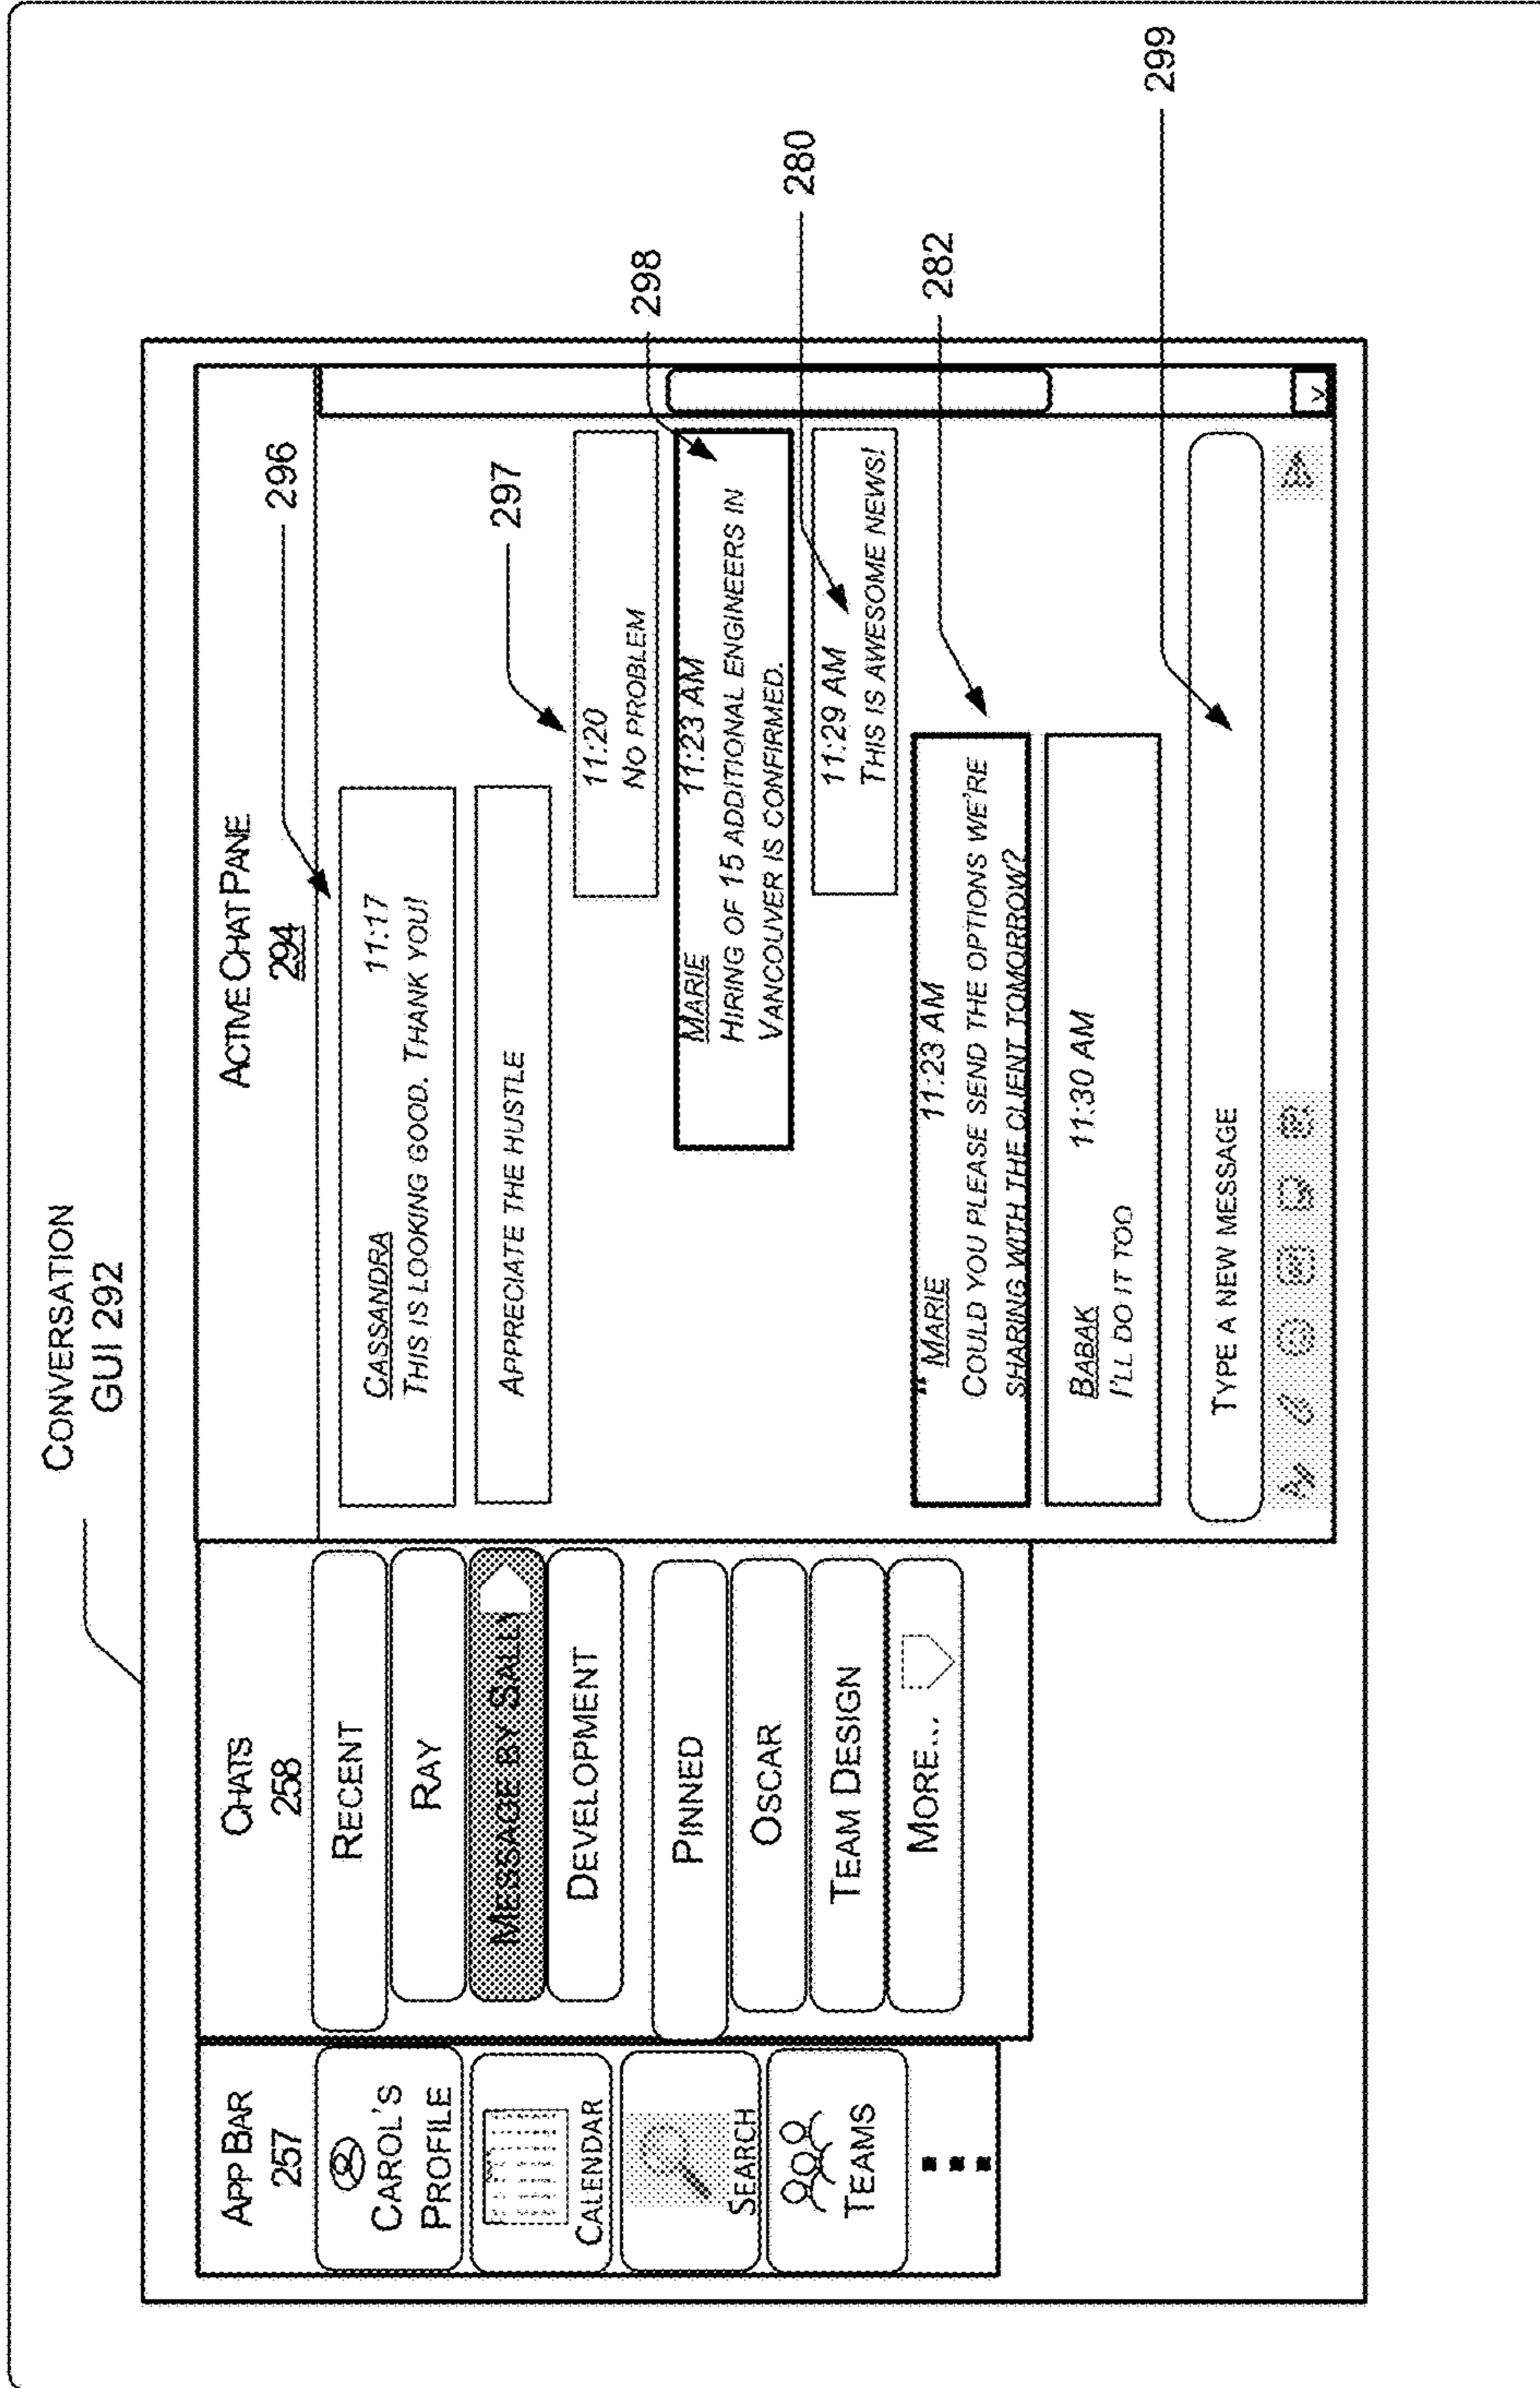 CONVERSATION
GUI 292
APP BAR
257
CAROL'S
PROFILE
CALENDAR
SEARCH
TEAMS
CHATS
258
RECENT
RAY
MESSAGE BY SALLY
DEVELOPMENT
PINNED
OSCAR
TEAM DESIGN
MORE...
ACTIVE CHAT PANE
294
CASSANDRA 11:17
THIS IS LOOKING GOOD. THANK YOU!
APPRECIATE THE HUSTLE
11:20
NO PROBLEM
MARIE 11:23 AM
HIRING OF 15 ADDITIONAL ENGINEERS IN
VANCOUVER IS CONFIRMED.
11:29 AM
THIS IS AWESOME NEWS!
“ MARIE 11:23 AM
COULD YOU PLEASE SEND THE OPTIONS WE'RE
SHARING WITH THE CLIENT TOMORROW?
BABAK 11:30 AM
I'LL DO IT TOO
TYPE A NEW MESSAGE
V
296
297
298
280
282
299